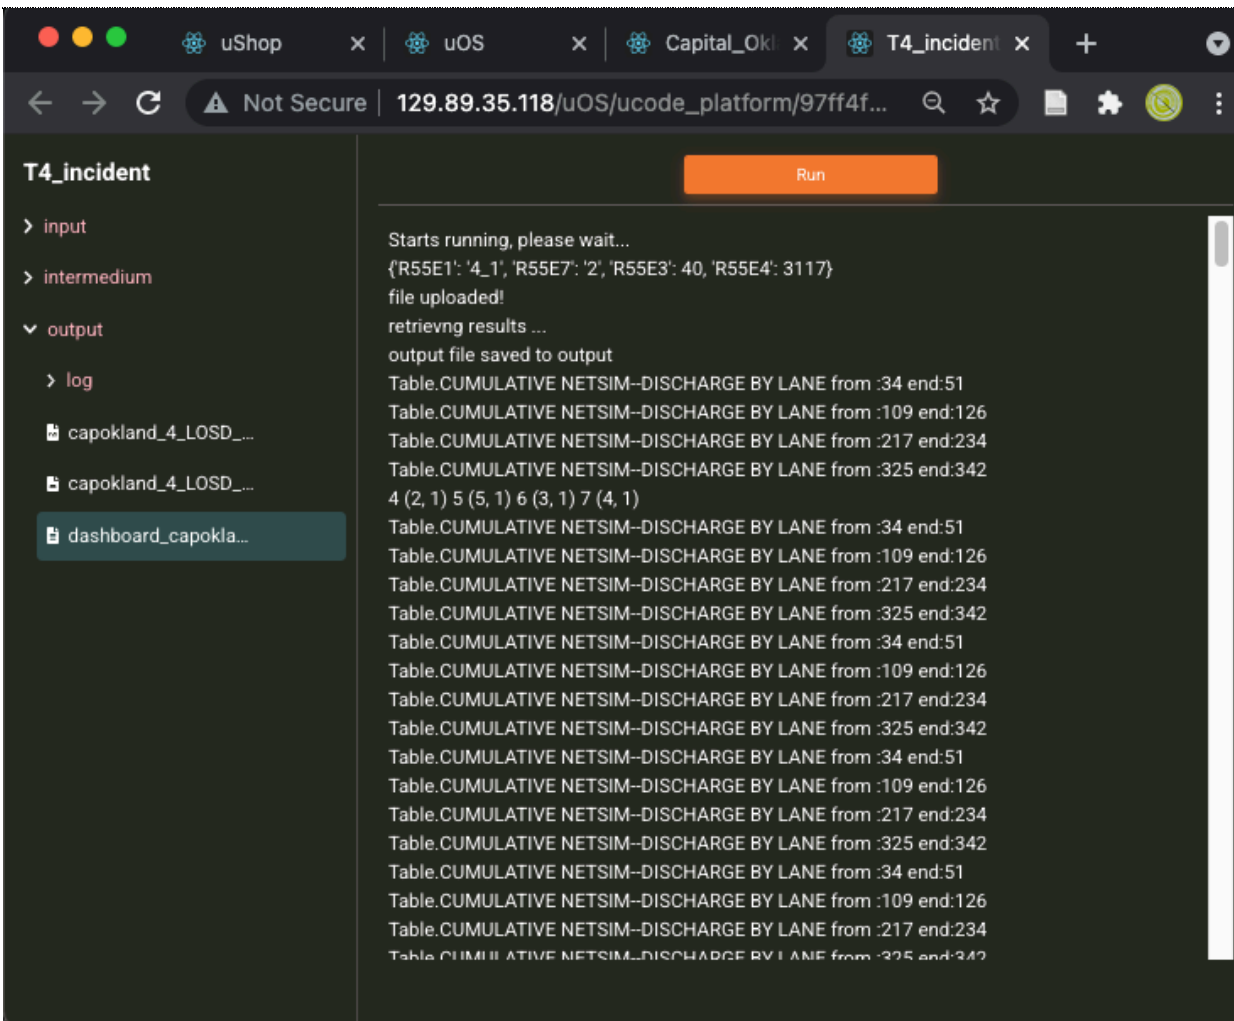 uShop
uOS
Capital_Okl
T4_incident
Not Secure | 129.89.35.118/uOS/ucode_platform/97ff4f...
T4_incident
input
intermedium
output
log
capokland_4_LOSD_...
capokland_4_LOSD_...
dashboard_capokla...
Run
Starts running, please wait...
{'R55E1': '4_1', 'R55E7': '2', 'R55E3': 40, 'R55E4': 3117}
file uploaded!
retrievng results ...
output file saved to output
Table.CUMULATIVE NETSIM--DISCHARGE BY LANE from :34 end:51
Table.CUMULATIVE NETSIM--DISCHARGE BY LANE from :109 end:126
Table.CUMULATIVE NETSIM--DISCHARGE BY LANE from :217 end:234
Table.CUMULATIVE NETSIM--DISCHARGE BY LANE from :325 end:342
4 (2, 1) 5 (5, 1) 6 (3, 1) 7 (4, 1)
Table.CUMULATIVE NETSIM--DISCHARGE BY LANE from :34 end:51
Table.CUMULATIVE NETSIM--DISCHARGE BY LANE from :109 end:126
Table.CUMULATIVE NETSIM--DISCHARGE BY LANE from :217 end:234
Table.CUMULATIVE NETSIM--DISCHARGE BY LANE from :325 end:342
Table.CUMULATIVE NETSIM--DISCHARGE BY LANE from :34 end:51
Table.CUMULATIVE NETSIM--DISCHARGE BY LANE from :109 end:126
Table.CUMULATIVE NETSIM--DISCHARGE BY LANE from :217 end:234
Table.CUMULATIVE NETSIM--DISCHARGE BY LANE from :325 end:342
Table.CUMULATIVE NETSIM--DISCHARGE BY LANE from :34 end:51
Table.CUMULATIVE NETSIM--DISCHARGE BY LANE from :109 end:126
Table.CUMULATIVE NETSIM--DISCHARGE BY LANE from :217 end:234
Table.CUMULATIVE NETSIM--DISCHARGE BY LANE from :325 end:342
Table.CUMULATIVE NETSIM--DISCHARGE BY LANE from :34 end:51
Table.CUMULATIVE NETSIM--DISCHARGE BY LANE from :109 end:126
Table.CUMULATIVE NETSIM--DISCHARGE BY LANE from :217 end:234
Table.CUMULATIVE NETSIM--DISCHARGE BY LANE from :325 end:342